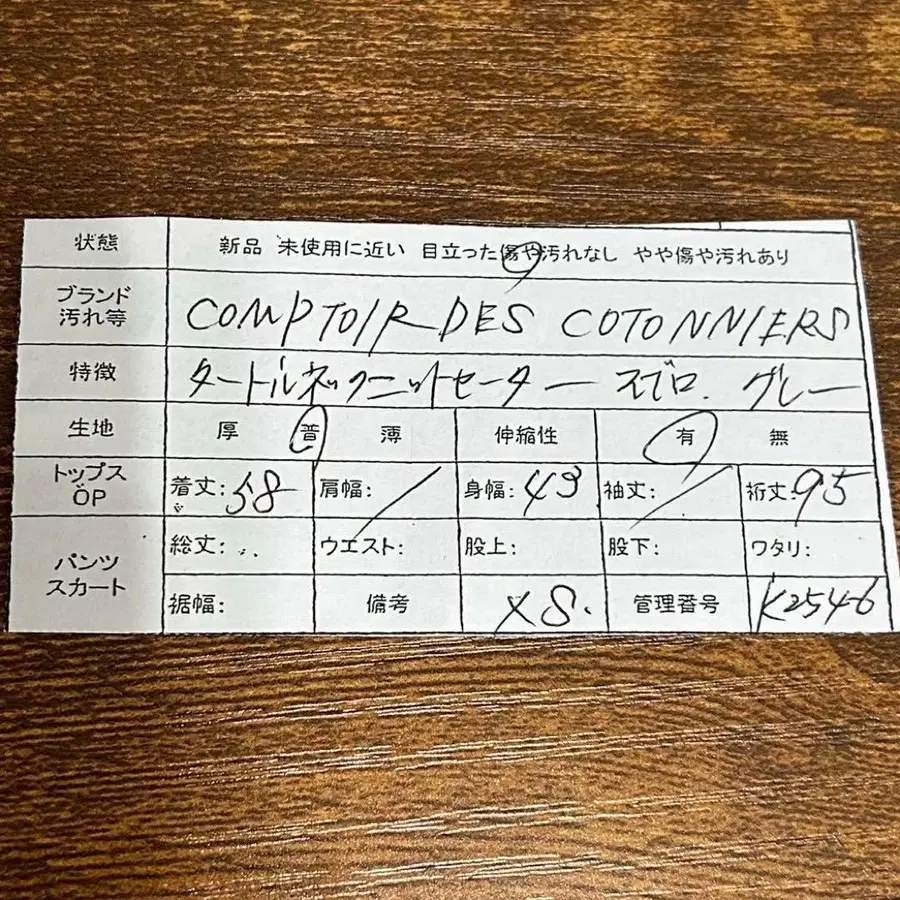 状態 新品 未使用に近い 目立った傷や汚れなし やや傷や汚れあり
ブランド
汚れ等 COMPTOIR DES COTONNIERS
特徴 タートルネックニットセーター スビロ. グレー
生地 厚 普 薄 伸縮性 有 無
トップス
OP 着丈:58 肩幅: / 身幅:43 袖丈: / 裄丈:95
パンツ
スカート 総丈: ウエスト: 股上: 股下: ワタリ:
裾幅: 備考 XS. 管理番号 K2546